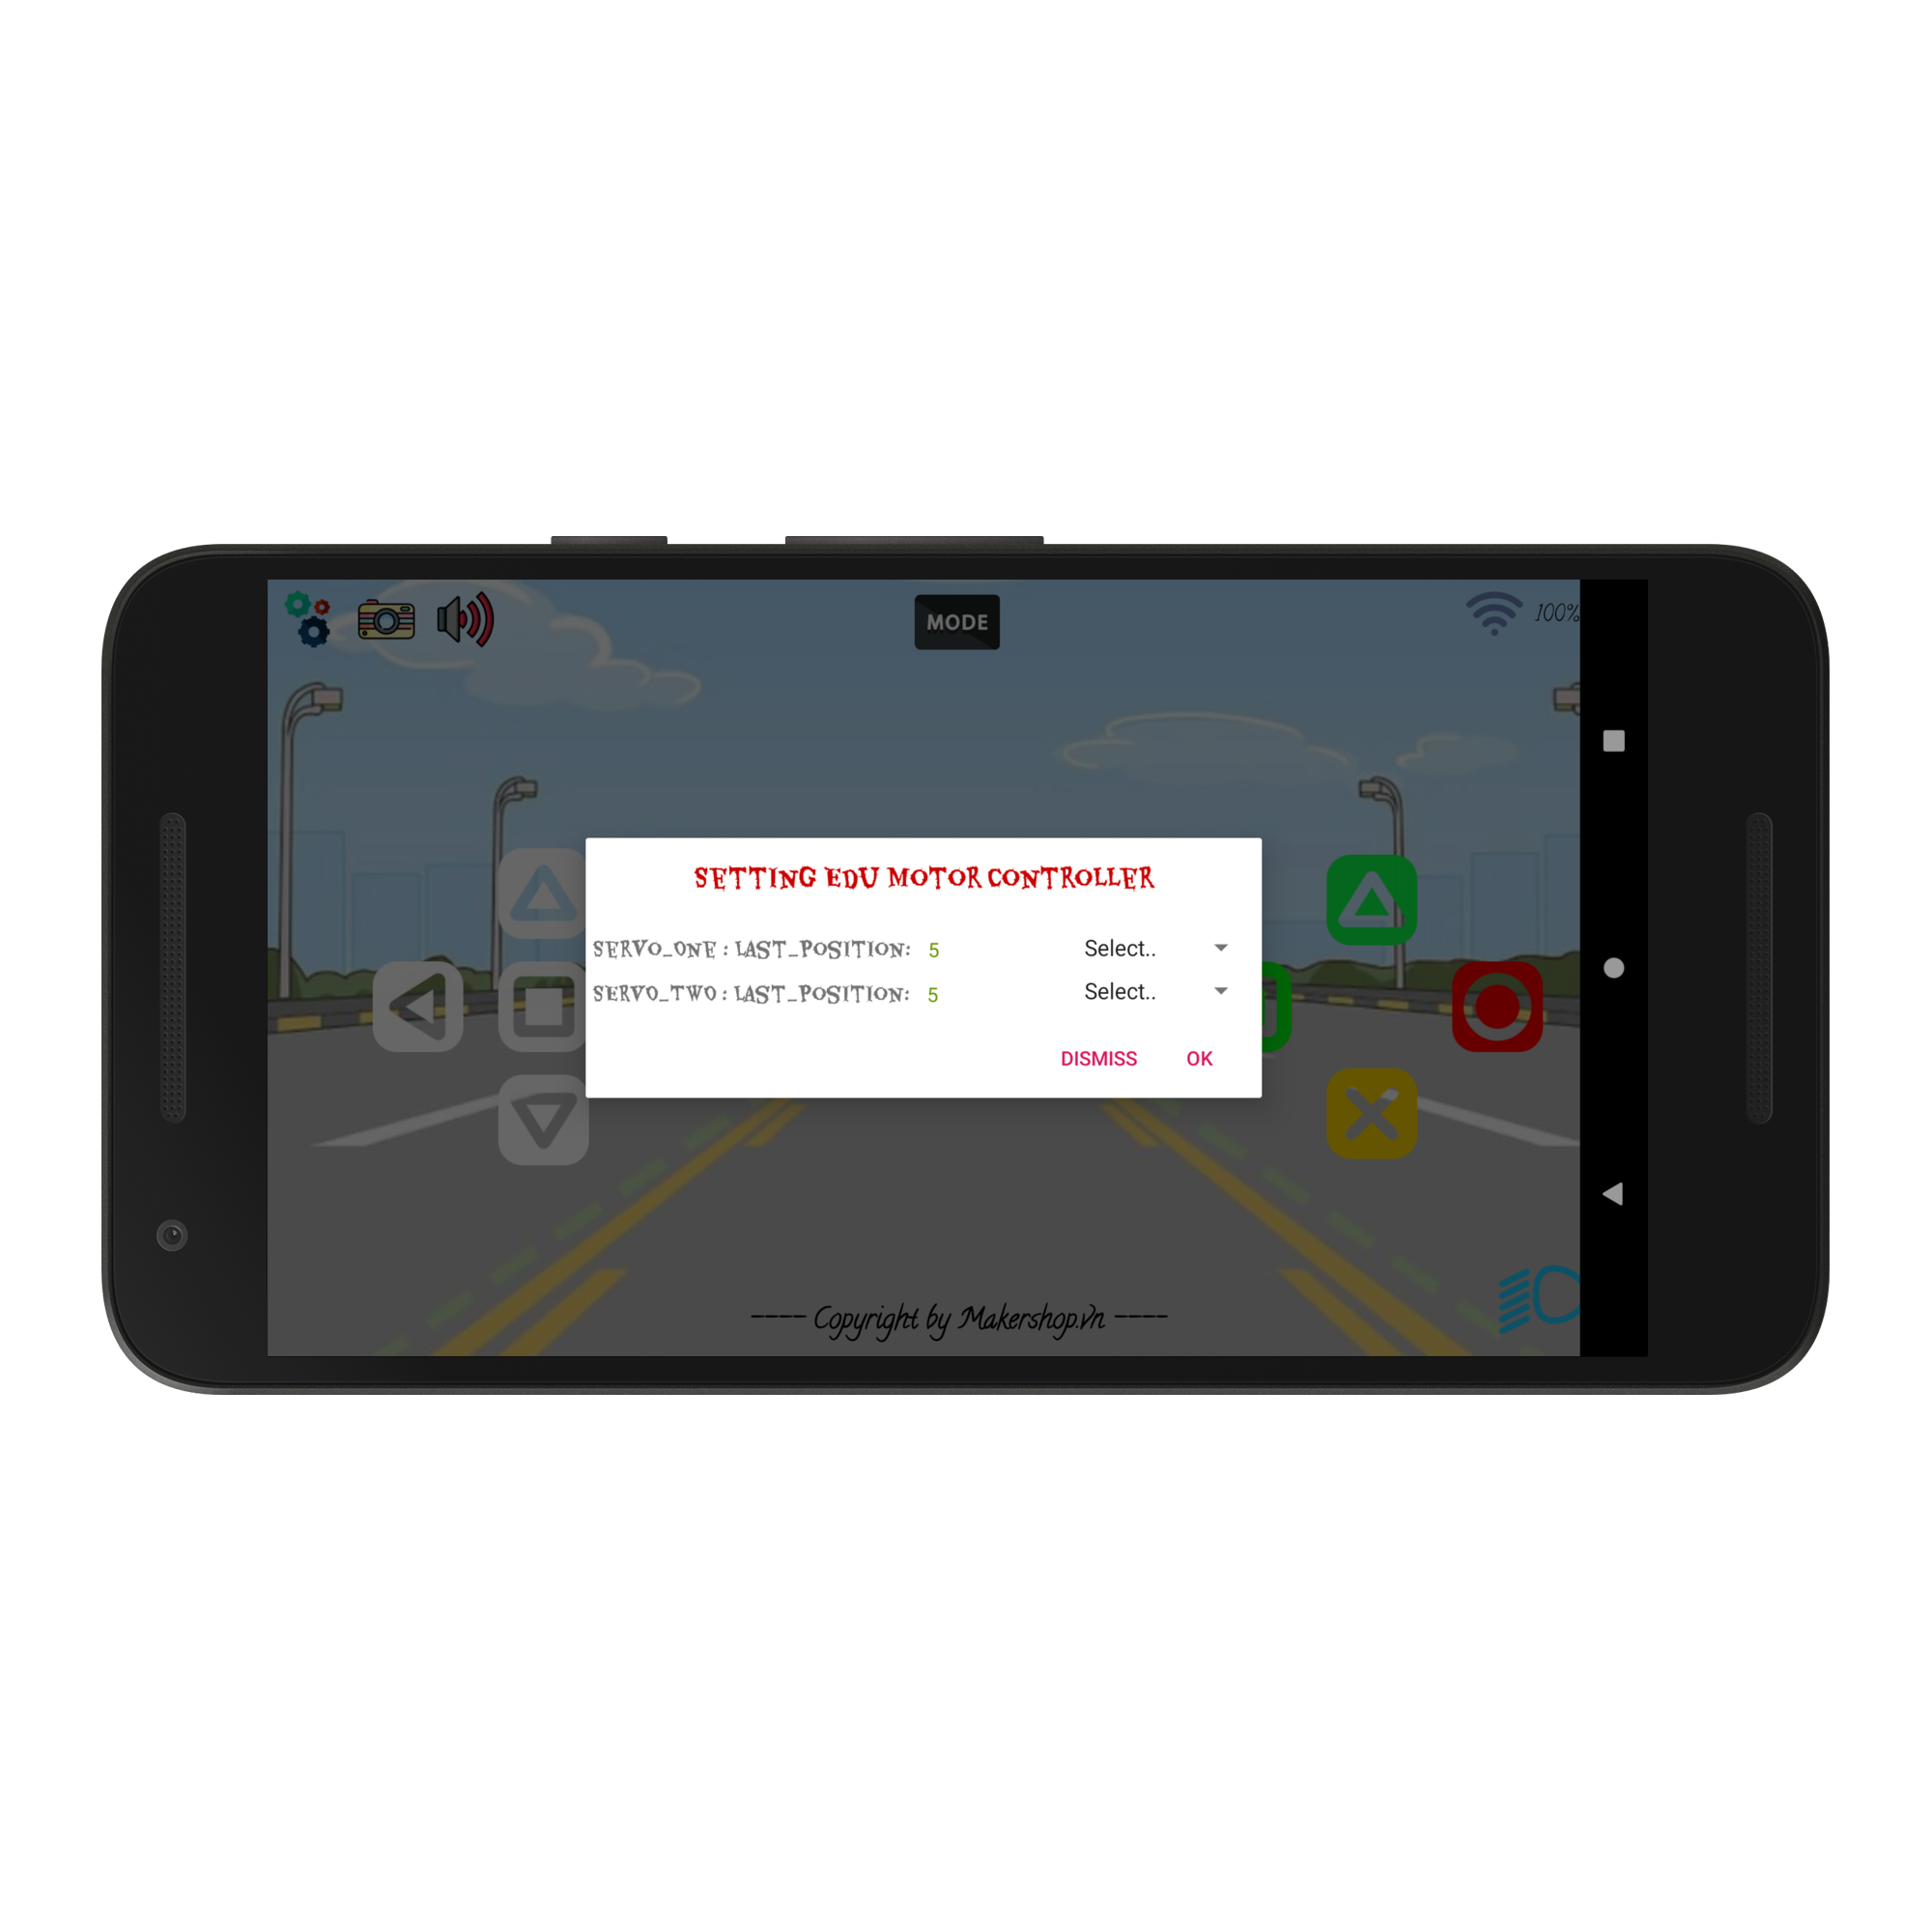 MODE
100%
SETTING EDU MOTOR CONTROLLER
SERVO_ONE : LAST_POSITION: 5 Select..
SERVO_TWO : LAST_POSITION: 5 Select..
DISMISS OK
---- Copyright by Makershop.vn ----